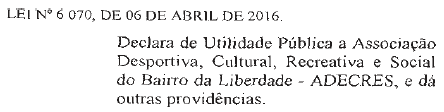 LEI Nº 6 070, DE 06 DE ABRIL DE 2016.
Declara de Utilidade Pública a Associação
Desportiva, Cultural, Recreativa e Social
do Bairro da Liberdade - ADECRES, e dá
outras providências.